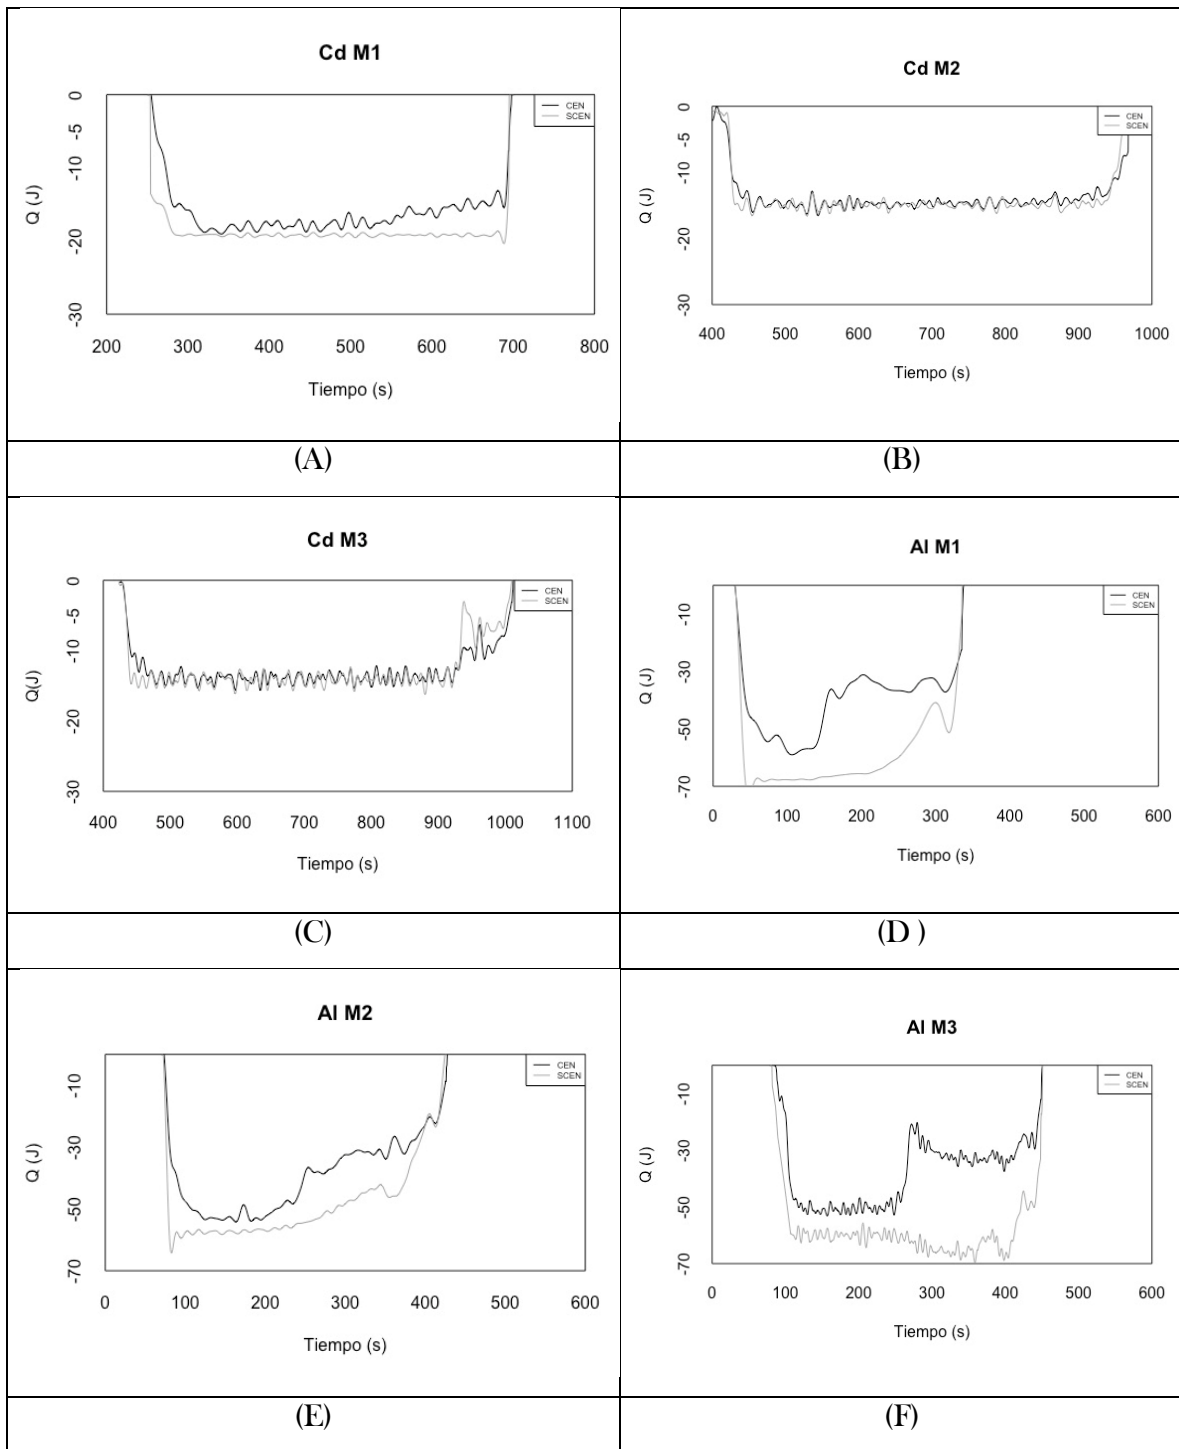 Cd M1
0
-5
-10
-20
-30
Q (J)
CEN
SCEN
200 300 400 500 600 700 800
Tiempo (s)
(A)
Cd M2
0
-5
-10
-20
-30
Q (J)
CEN
SCEN
400 500 600 700 800 900 1000
Tiempo (s)
(B)
Cd M3
0
-5
-10
-20
-30
Q(J)
CEN
SCEN
400 500 600 700 800 900 1000 1100
Tiempo (s)
(C)
Al M1
-10
-30
-50
-70
Q (J)
CEN
SCEN
0 100 200 300 400 500 600
Tiempo (s)
(D )
Al M2
-10
-30
-50
-70
Q (J)
CEN
SCEN
0 100 200 300 400 500 600
Tiempo (s)
(E)
Al M3
-10
-30
-50
-70
Q (J)
CEN
SCEN
0 100 200 300 400 500 600
Tiempo (s)
(F)